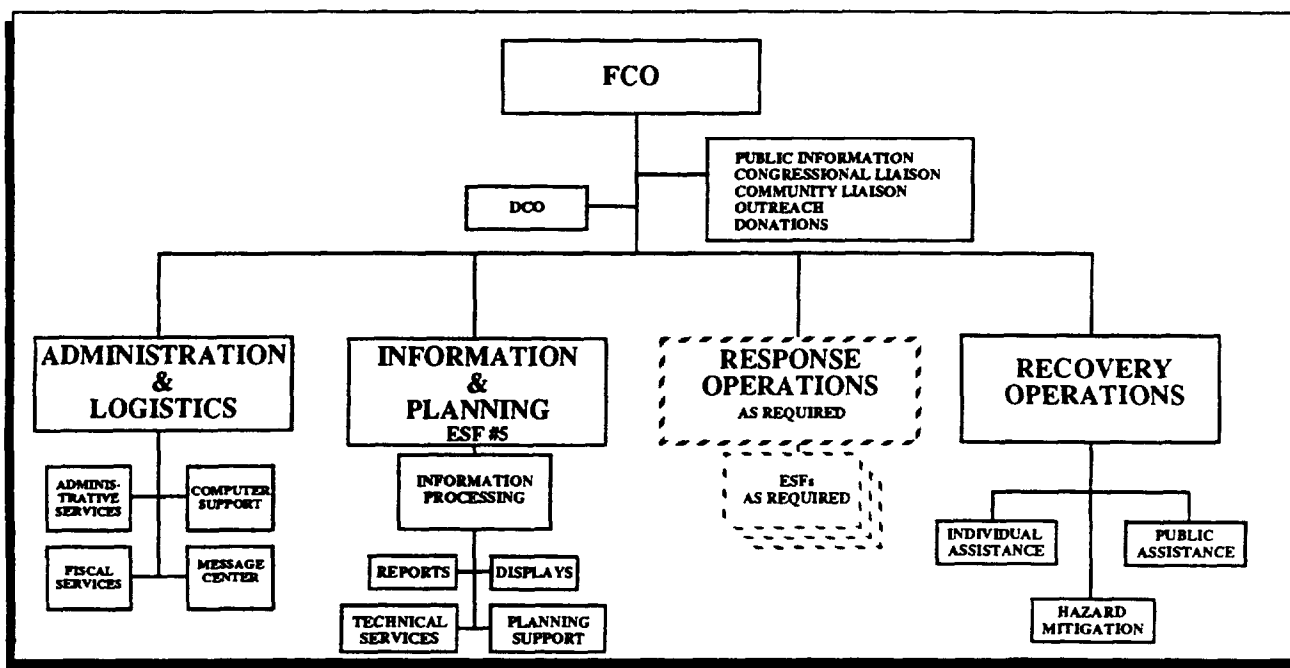 FCO
PUBLIC INFORMATION
CONGRESSIONAL LIAISON
COMMUNITY LIAISON
OUTREACH
DONATIONS
DCO
ADMINISTRATION
&
LOGISTICS
INFORMATION
&
PLANNING
ESF #5
RESPONSE
OPERATIONS
AS REQUIRED
RECOVERY
OPERATIONS
ADMINIS-
TRATIVE
SERVICES
COMPUTER
SUPPORT
FISCAL
SERVICES
MESSAGE
CENTER
INFORMATION
PROCESSING
REPORTS
DISPLAYS
TECHNICAL
SERVICES
PLANNING
SUPPORT
ESFs
AS REQUIRED
INDIVIDUAL
ASSISTANCE
PUBLIC
ASSISTANCE
HAZARD
MITIGATION